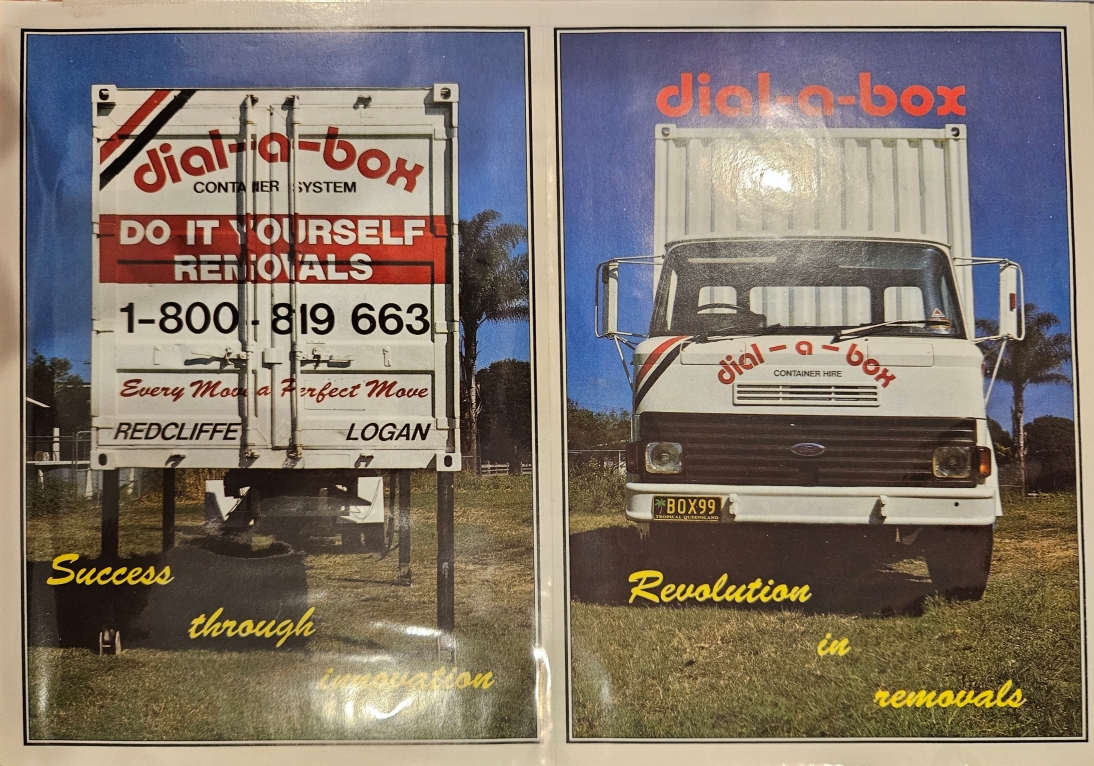 dial-a-box
CONTAINER SYSTEM
DO IT YOURSELF
REMOVALS
1-800-819 663
Every Move a Perfect Move
REDCLIFFE LOGAN
Success
through
innovation
dial-a-box
dial-a-box
CONTAINER HIRE
Ford
BOX99
TROPICAL QUEENSLAND
Revolution
in
removals